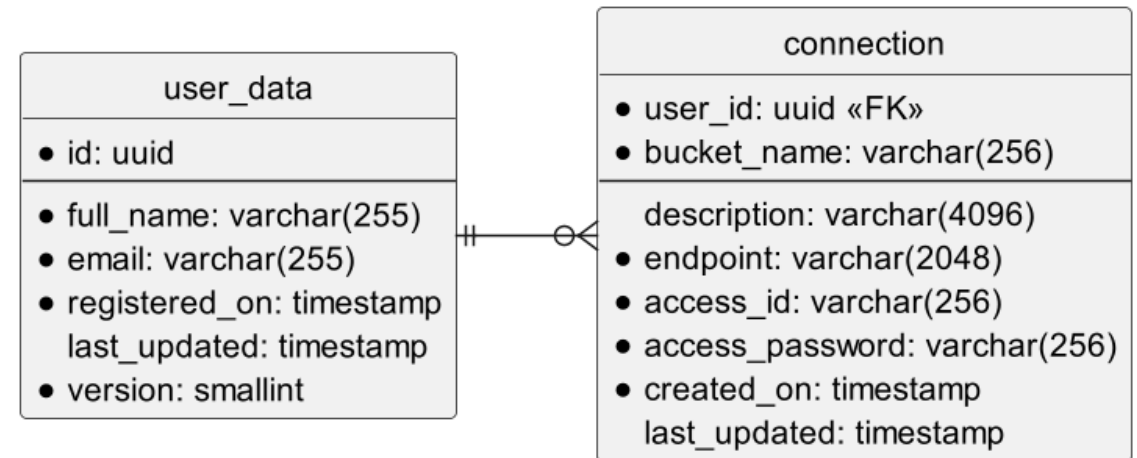 user_data
id: uuid
full_name: varchar(255)
email: varchar(255)
registered_on: timestamp
last_updated: timestamp
version: smallint
connection
user_id: uuid «FK»
bucket_name: varchar(256)
description: varchar(4096)
endpoint: varchar(2048)
access_id: varchar(256)
access_password: varchar(256)
created_on: timestamp
last_updated: timestamp